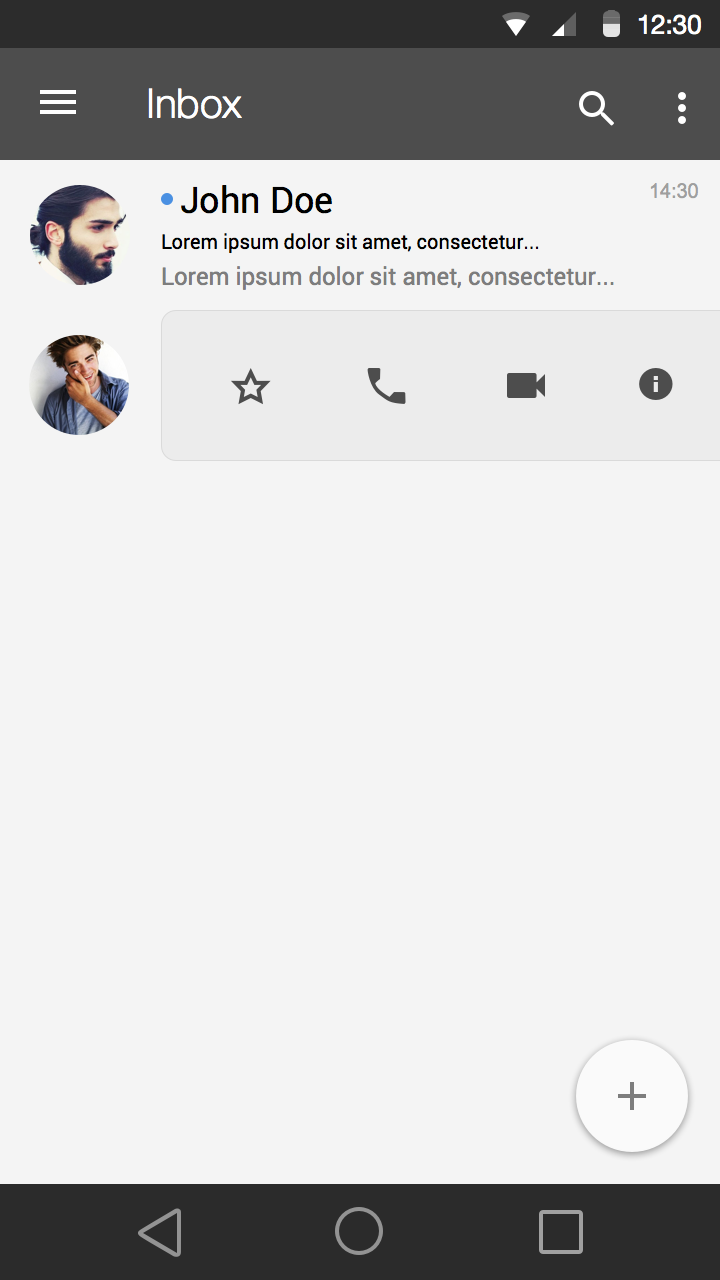 12:30
Inbox
John Doe
14:30
Lorem ipsum dolor sit amet, consectetur...
Lorem ipsum dolor sit amet, consectetur...